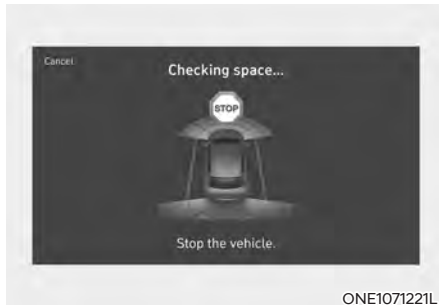 Cancel
Checking space...
STOP
Stop the vehicle.
ONE1071221L